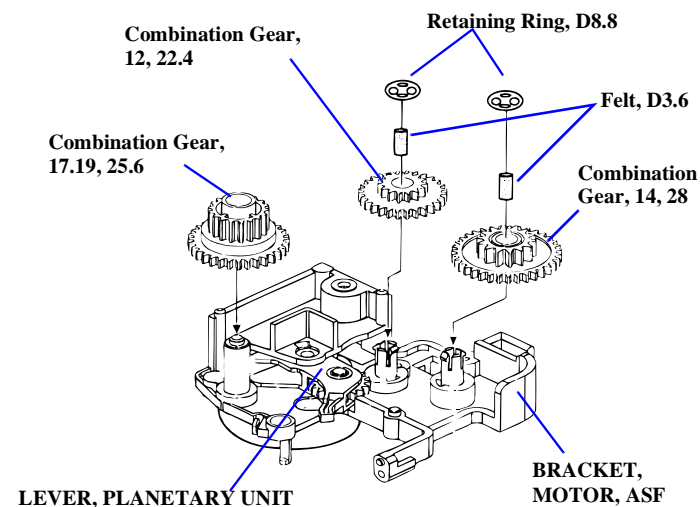 Retaining Ring, D8.8
Combination Gear,
12, 22.4
Felt, D3.6
Combination Gear,
17.19, 25.6
Combination
Gear, 14, 28
BRACKET,
MOTOR, ASF
LEVER, PLANETARY UNIT